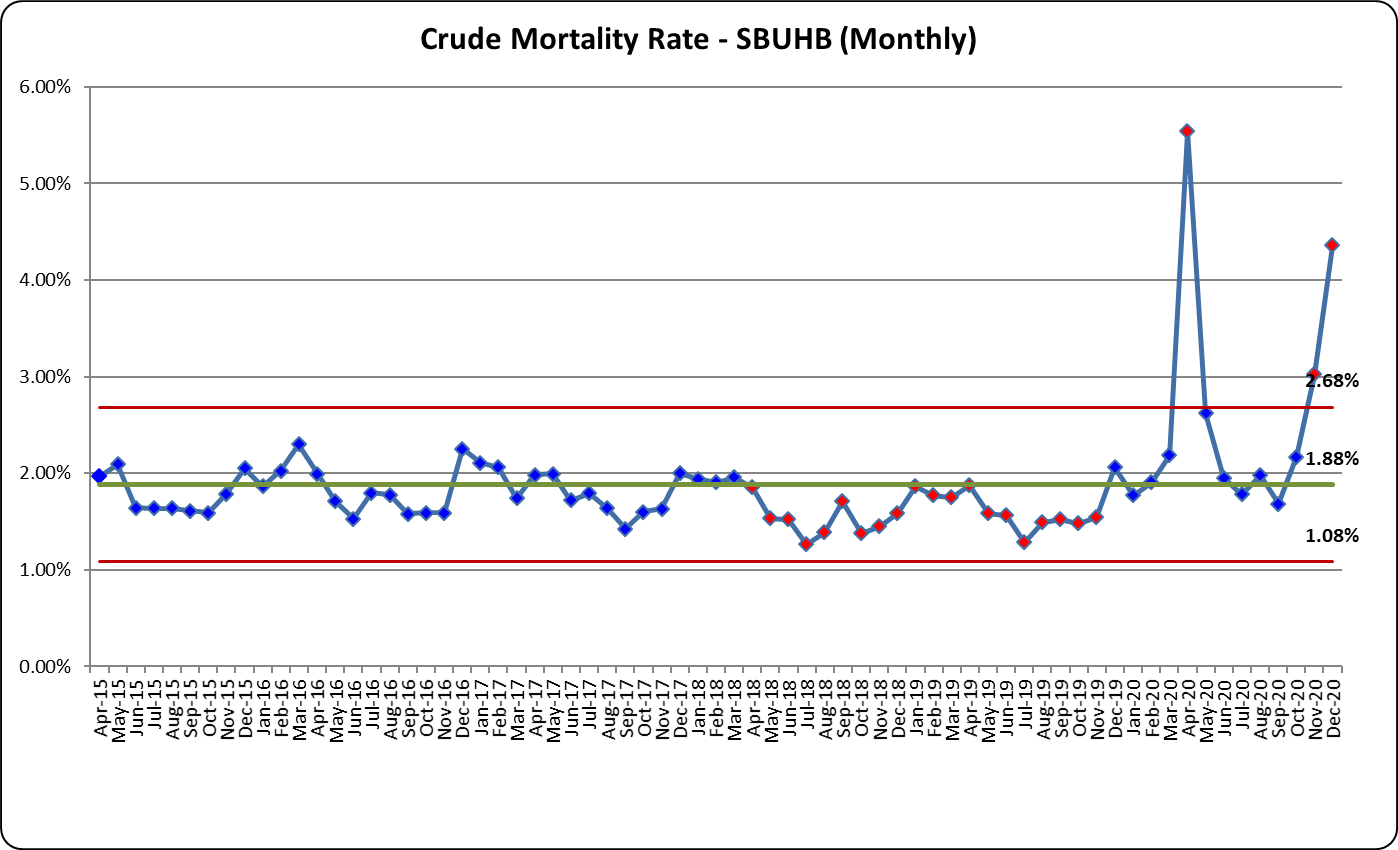 Crude Mortality Rate - SBUHB (Monthly)
6.00%
5.00%
4.00%
3.00%
2.68%
2.00%
1.88%
1.08%
1.00%
0.00%
Apr-15
May-15
Jun-15
Jul-15
Aug-15
Sep-15
Oct-15
Nov-15
Dec-15
Jan-16
Feb-16
Mar-16
Apr-16
May-16
Jun-16
Jul-16
Aug-16
Sep-16
Oct-16
Nov-16
Dec-16
Jan-17
Feb-17
Mar-17
Apr-17
May-17
Jun-17
Jul-17
Aug-17
Sep-17
Oct-17
Nov-17
Dec-17
Jan-18
Feb-18
Mar-18
Apr-18
May-18
Jun-18
Jul-18
Aug-18
Sep-18
Oct-18
Nov-18
Dec-18
Jan-19
Feb-19
Mar-19
Apr-19
May-19
Jun-19
Jul-19
Aug-19
Sep-19
Oct-19
Nov-19
Dec-19
Jan-20
Feb-20
Mar-20
Apr-20
May-20
Jun-20
Jul-20
Aug-20
Sep-20
Oct-20
Nov-20
Dec-20